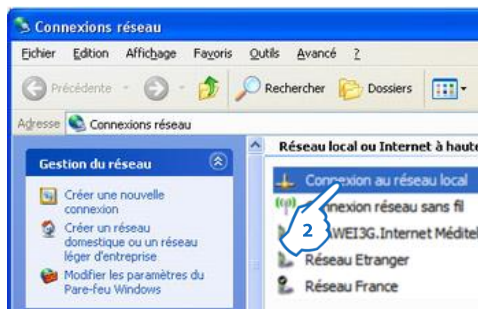 Connexions réseau
Fichier Edition Affichage Favoris Outils Avancé ?
Précédente Rechercher Dossiers
Adresse Connexions réseau
Gestion du réseau
Créer une nouvelle
connexion
Créer un réseau
domestique ou un réseau
léger d'entreprise
Modifier les paramètres du
Pare-feu Windows
Réseau local ou Internet à haute
Connexion au réseau local
nnexion réseau sans fil
2
WEI3G.Internet Méditel
Réseau Etranger
Réseau France